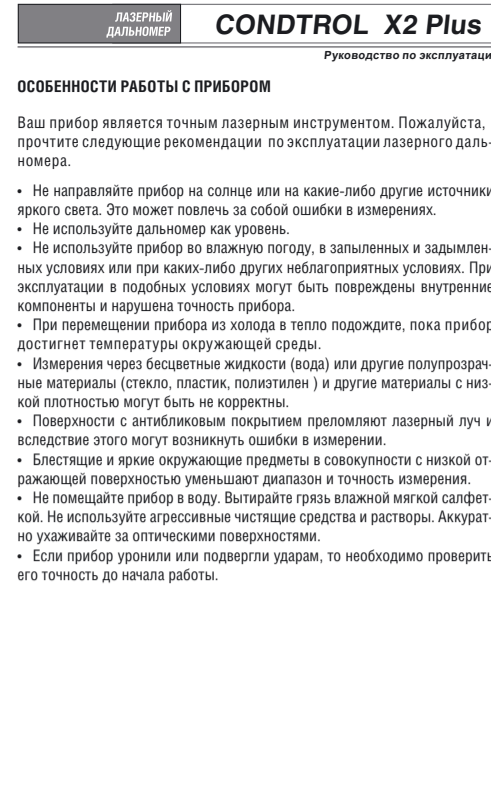 ЛАЗЕРНЫЙ
ДАЛЬНОМЕР
CONDTROL X2 Plus
Руководство по эксплуатаци
ОСОБЕННОСТИ РАБОТЫ С ПРИБОРОМ
Ваш прибор является точным лазерным инструментом. Пожалуйста,
прочтите следующие рекомендации по эксплуатации лазерного даль-
номера.
• Не направляйте прибор на солнце или на какие-либо другие источники
яркого света. Это может повлечь за собой ошибки в измерениях.
• Не используйте дальномер как уровень.
• Не используйте прибор во влажную погоду, в запыленных и задымлен-
ных условиях или при каких-либо других неблагоприятных условиях. При
эксплуатации в подобных условиях могут быть повреждены внутренние
компоненты и нарушена точность прибора.
• При перемещении прибора из холода в тепло подождите, пока прибор
достигнет температуры окружающей среды.
• Измерения через бесцветные жидкости (вода) или другие полупрозрач-
ные материалы (стекло, пластик, полиэтилен ) и другие материалы с низ-
кой плотностью могут быть не корректны.
• Поверхности с антибликовым покрытием преломляют лазерный луч и
вследствие этого могут возникнуть ошибки в измерении.
• Блестящие и яркие окружающие предметы в совокупности с низкой от-
ражающей поверхностью уменьшают диапазон и точность измерения.
• Не помещайте прибор в воду. Вытирайте грязь влажной мягкой салфет-
кой. Не используйте агрессивные чистящие средства и растворы. Аккурат-
но ухаживайте за оптическими поверхностями.
• Если прибор уронили или подвергли ударам, то необходимо проверить
его точность до начала работы.